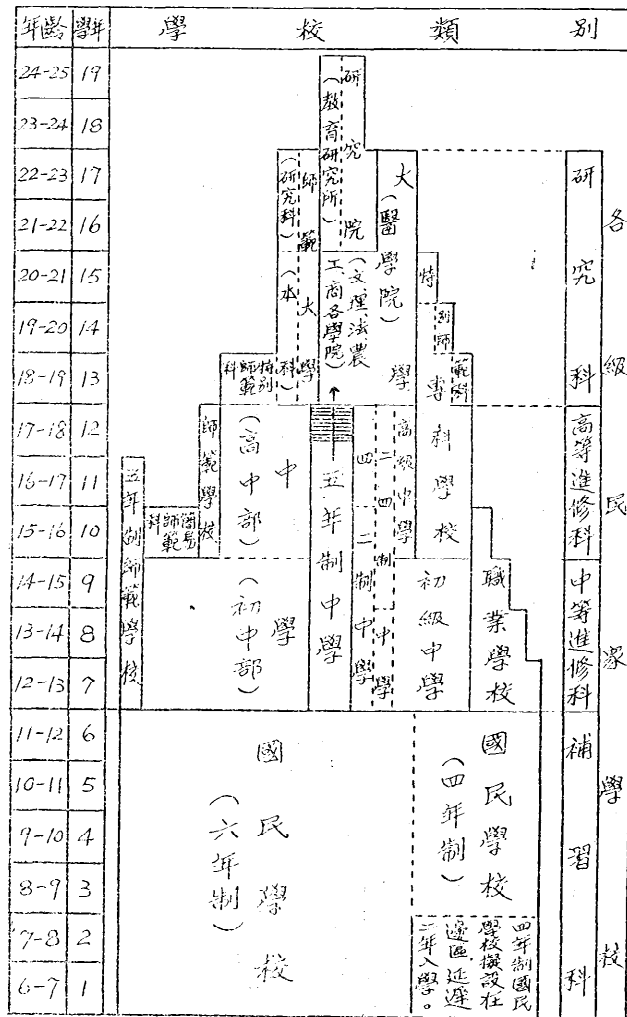 年齡 學年 學校類別
24-25 19
23-24 18
22-23 17
21-22 16
20-21 15
19-20 14
18-19 13
17-18 12
16-17 11
15-16 10
14-15 9
13-14 8
12-13 7
11-12 6
10-11 5
9-10 4
8-9 3
7-8 2
6-7 1
研究院
(教育研究所)
師範大學
(研究科)
(本科)
大學
(醫學院)
(文理法農
工商各學院)
特別師範科
專科學校
特別
師範
科
師範學校
五年制師範學校
簡易
師範
科
中學
(高中部)
(初中部)
五年制中學
四二制中學
二四制中學
高級中學
初級中學
職業學校
國民學校
(六年制)
國民學校
(四年制)
四年制國民
學校擬設在
邊區延遲
二年入學。
各級民眾學校
研究科
高等進修科
中等進修科
補習科